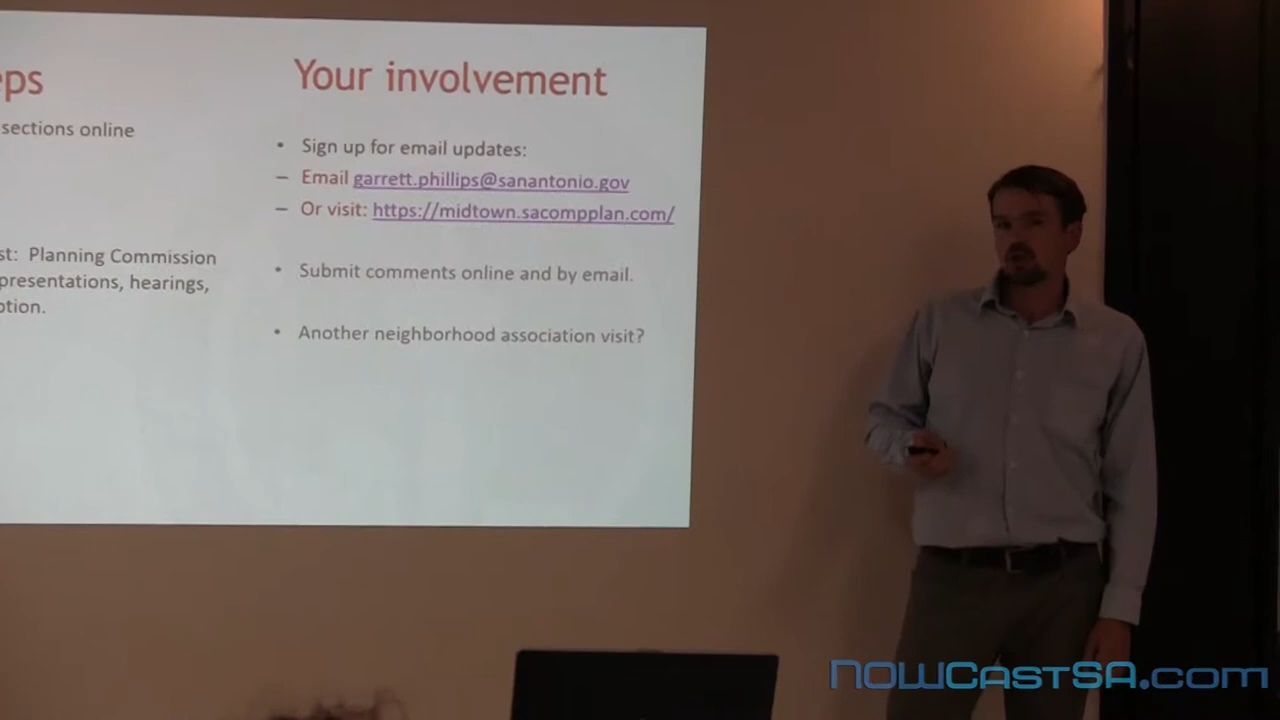 eps
sections online
st: Planning Commission
presentations, hearings,
otion.
Your involvement
• Sign up for email updates:
– Email garrett.phillips@sanantonio.gov
– Or visit: https://midtown.sacompplan.com/
• Submit comments online and by email.
• Another neighborhood association visit?
NOWCASTSA.com